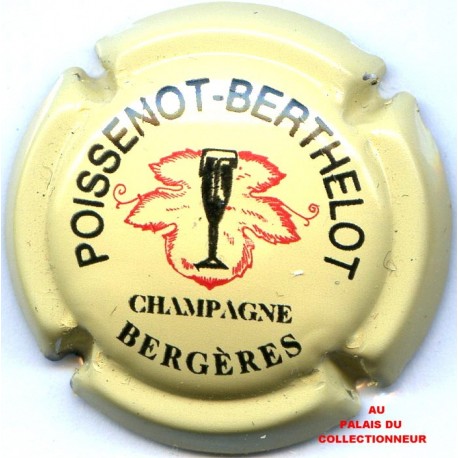 POISSENOT-BERTHELOT
CHAMPAGNE
BERGÈRES
AU
PALAIS DU
COLLECTIONNEUR